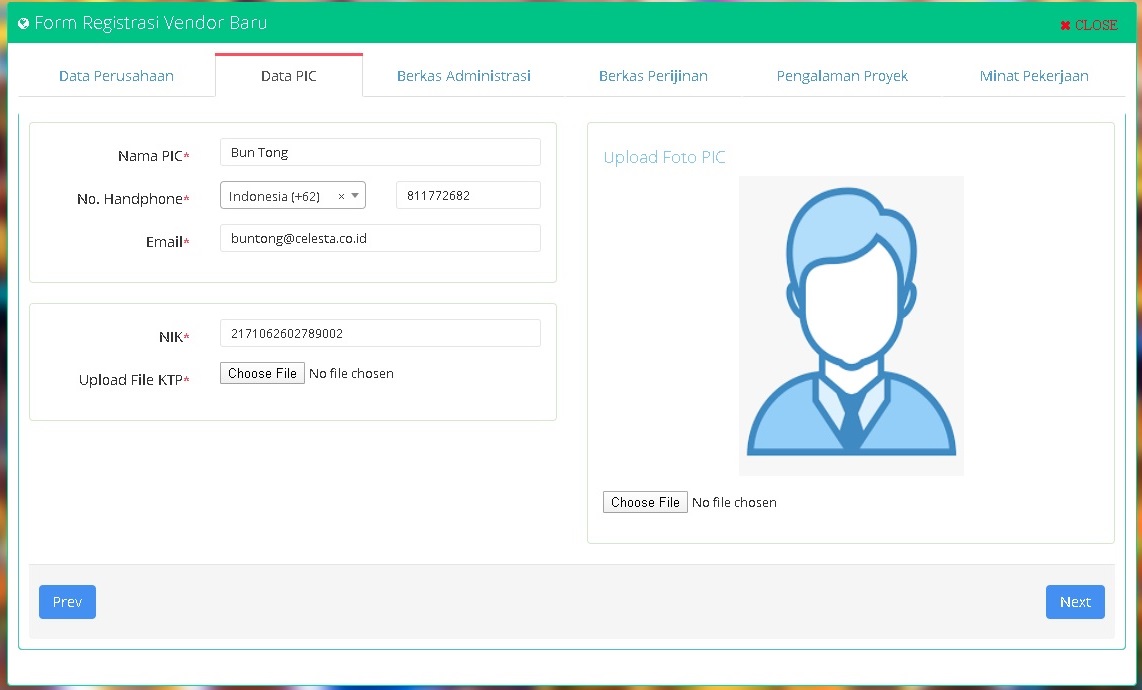 Form Registrasi Vendor Baru
✖ CLOSE
Data Perusahaan
Data PIC
Berkas Administrasi
Berkas Perijinan
Pengalaman Proyek
Minat Pekerjaan
Nama PIC* Bun Tong
No. Handphone* Indonesia (+62) × 811772682
Email* buntong@celesta.co.id
NIK* 2171062602789002
Upload File KTP* Choose File No file chosen
Upload Foto PIC
Choose File No file chosen
Prev
Next